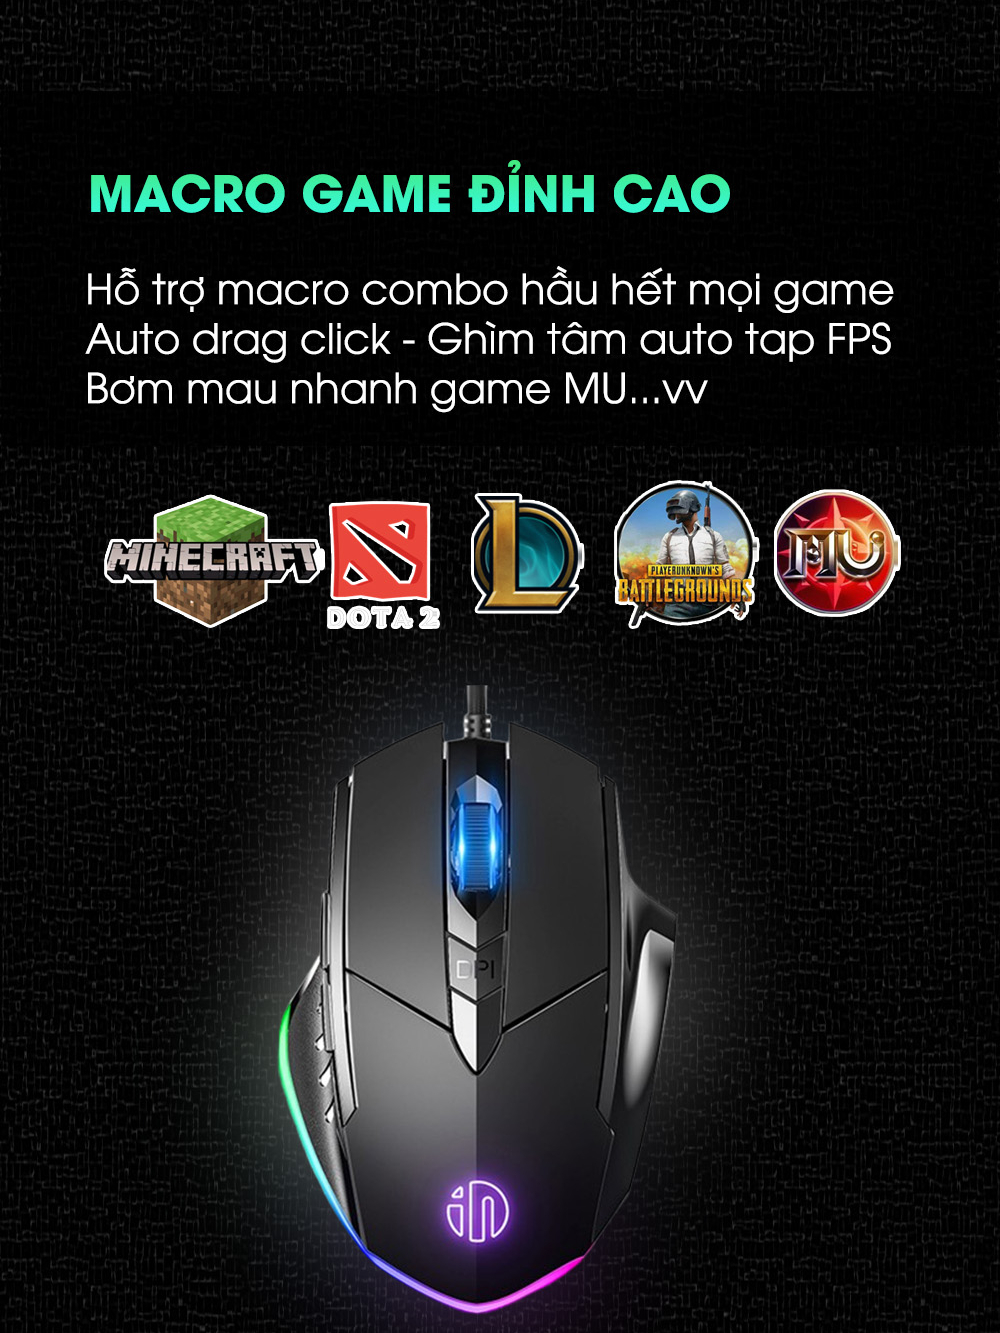 MACRO GAME ĐỈNH CAO
Hỗ trợ macro combo hầu hết mọi game
Auto drag click - Ghìm tâm auto tap FPS
Bơm mau nhanh game MU...vv
MINECRAFT
DOTA 2
L
PLAYERUNKNOWN'S
BATTLEGROUNDS
MU
DPI
in